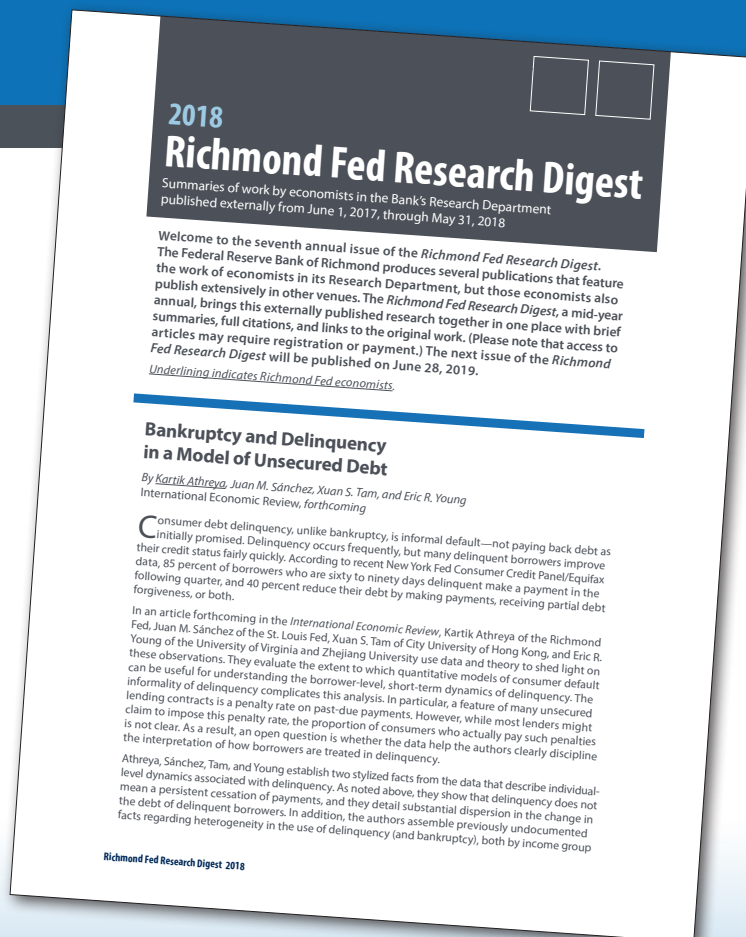 2018
Richmond Fed Research Digest
Summaries of work by economists in the Bank's Research Department
published externally from June 1, 2017, through May 31, 2018
Welcome to the seventh annual issue of the Richmond Fed Research Digest.
The Federal Reserve Bank of Richmond produces several publications that feature
the work of economists in its Research Department, but those economists also
publish extensively in other venues. The Richmond Fed Research Digest, a mid-year
annual, brings this externally published research together in one place with brief
summaries, full citations, and links to the original work. (Please note that access to
articles may require registration or payment.) The next issue of the Richmond
Fed Research Digest will be published on June 28, 2019.
Underlining indicates Richmond Fed economists.
Bankruptcy and Delinquency
in a Model of Unsecured Debt
By Kartik Athreya, Juan M. Sánchez, Xuan S. Tam, and Eric R. Young
International Economic Review, forthcoming
Consumer debt delinquency, unlike bankruptcy, is informal default—not paying back debt as
initially promised. Delinquency occurs frequently, but many delinquent borrowers improve
their credit status fairly quickly. According to recent New York Fed Consumer Credit Panel/Equifax
data, 85 percent of borrowers who are sixty to ninety days delinquent make a payment in the
following quarter, and 40 percent reduce their debt by making payments, receiving partial debt
forgiveness, or both.
In an article forthcoming in the International Economic Review, Kartik Athreya of the Richmond
Fed, Juan M. Sánchez of the St. Louis Fed, Xuan S. Tam of City University of Hong Kong, and Eric R.
Young of the University of Virginia and Zhejiang University use data and theory to shed light on
these observations. They evaluate the extent to which quantitative models of consumer default
can be useful for understanding the borrower-level, short-term dynamics of delinquency. The
informality of delinquency complicates this analysis. In particular, a feature of many unsecured
lending contracts is a penalty rate on past-due payments. However, while most lenders might
claim to impose this penalty rate, the proportion of consumers who actually pay such penalties
is not clear. As a result, an open question is whether the data help the authors clearly discipline
the interpretation of how borrowers are treated in delinquency.
Athreya, Sánchez, Tam, and Young establish two stylized facts from the data that describe individual-
level dynamics associated with delinquency. As noted above, they show that delinquency does not
mean a persistent cessation of payments, and they detail substantial dispersion in the change in
the debt of delinquent borrowers. In addition, the authors assemble previously undocumented
facts regarding heterogeneity in the use of delinquency (and bankruptcy), both by income group
Richmond Fed Research Digest 2018